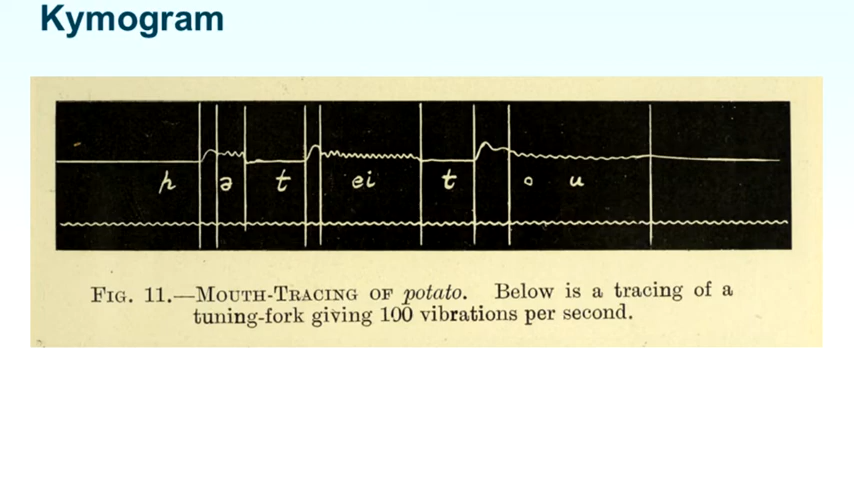 Kymogram
p ə t ei t o u
FIG. 11.—MOUTH-TRACING OF potato. Below is a tracing of a
tuning-fork giving 100 vibrations per second.